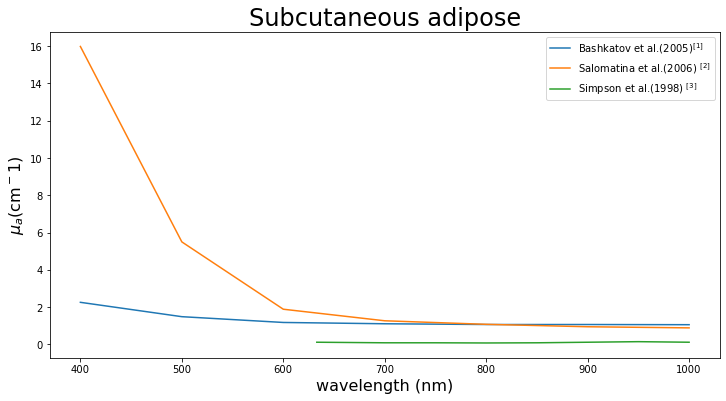 Subcutaneous adipose
Bashkatov et al.(2005)[1]
Salomatina et al.(2006) [2]
Simpson et al.(1998) [3]
μa(cm⁻1)
16
14
12
10
8
6
4
2
0
400 500 600 700 800 900 1000
wavelength (nm)